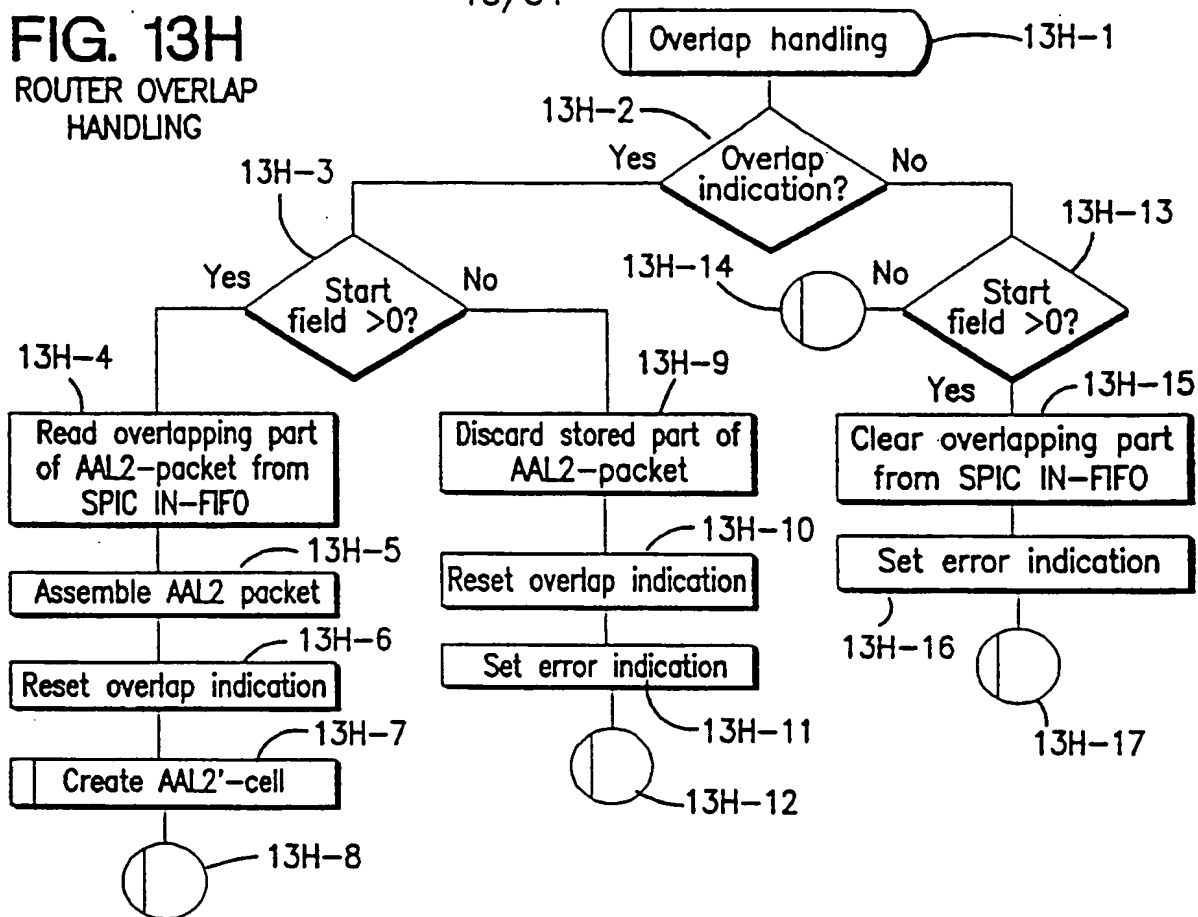 FIG. 13H
ROUTER OVERLAP
HANDLING
Overlap handling
13H-1
13H-2
Yes
Overlap
indication?
No
13H-3
Yes
Start
field >0?
No
13H-13
13H-14
No
Start
field >0?
Yes
13H-4
Read overlapping part
of AAL2-packet from
SPIC IN-FIFO
13H-5
Assemble AAL2 packet
13H-6
Reset overlap indication
13H-7
Create AAL2'-cell
13H-8
13H-9
Discard stored part of
AAL2-packet
13H-10
Reset overlap indication
Set error indication
13H-11
13H-12
13H-15
Clear overlapping part
from SPIC IN-FIFO
Set error indication
13H-16
13H-17